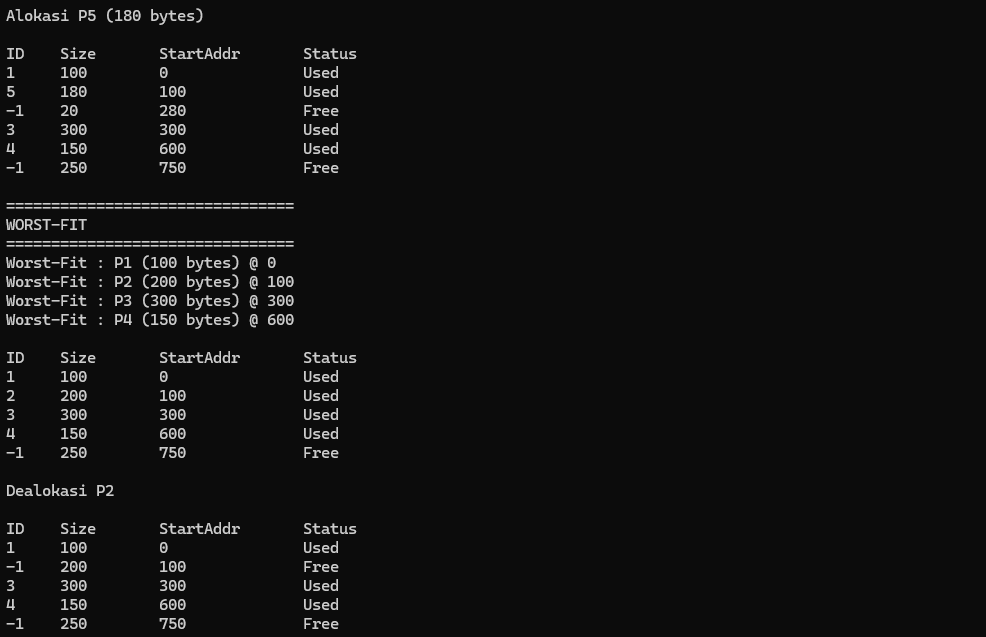 Alokasi P5 (180 bytes)
ID Size StartAddr Status
1 100 0 Used
5 180 100 Used
-1 20 280 Free
3 300 300 Used
4 150 600 Used
-1 250 750 Free
================================
WORST-FIT
================================
Worst-Fit : P1 (100 bytes) @ 0
Worst-Fit : P2 (200 bytes) @ 100
Worst-Fit : P3 (300 bytes) @ 300
Worst-Fit : P4 (150 bytes) @ 600
ID Size StartAddr Status
1 100 0 Used
2 200 100 Used
3 300 300 Used
4 150 600 Used
-1 250 750 Free
Dealokasi P2
ID Size StartAddr Status
1 100 0 Used
-1 200 100 Free
3 300 300 Used
4 150 600 Used
-1 250 750 Free